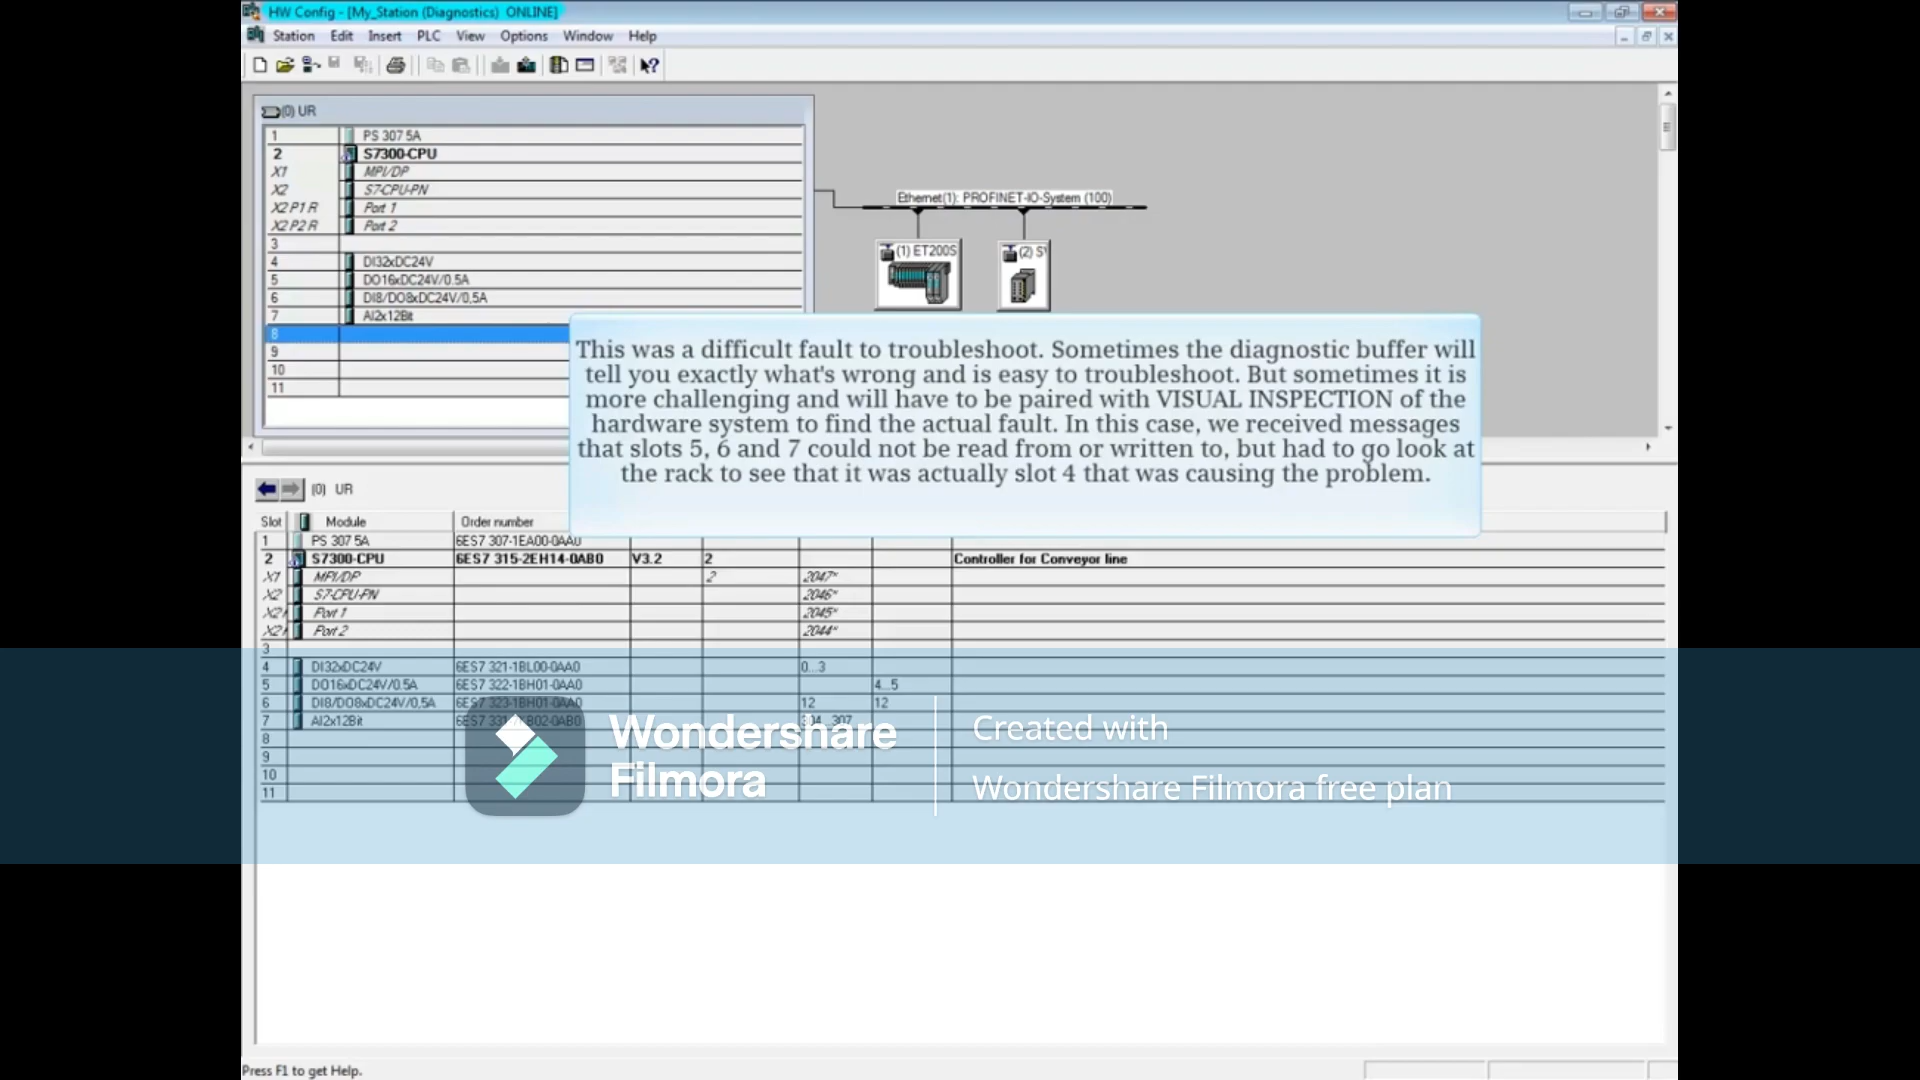 HW Config - [My_Station (Diagnostics) ONLINE]
Station Edit Insert PLC View Options Window Help
(0) UR
1 PS 307 5A
2 S7300-CPU
X1 MPI/DP
X2 S7-CPU-PN
X2 P1 R Port 1
X2 P2 R Port 2
3
4 DI32xDC24V
5 DO16xDC24V/0.5A
6 DI8/DO8xDC24V/0,5A
7 AI2x12Bit
8
9
10
11
Ethernet(1): PROFINET-IO-System (100)
(1) ET200S
(2) S
This was a difficult fault to troubleshoot. Sometimes the diagnostic buffer will
tell you exactly what's wrong and is easy to troubleshoot. But sometimes it is
more challenging and will have to be paired with VISUAL INSPECTION of the
hardware system to find the actual fault. In this case, we received messages
that slots 5, 6 and 7 could not be read from or written to, but had to go look at
the rack to see that it was actually slot 4 that was causing the problem.
(0) UR
Slot Module Order number
1 PS 307 5A 6ES7 307-1EA00-0AA0
2 S7300-CPU 6ES7 315-2EH14-0AB0 V3.2 2 Controller for Conveyor line
X1 MPI/DP 2 2047*
X2 S7-CPU-PN 2046*
X2 Port 1 2045*
X2 Port 2 2044*
3
4 DI32xDC24V 6ES7 321-1BL00-0AA0 0...3
5 DO16xDC24V/0.5A 6ES7 322-1BH01-0AA0 4...5
6 DI8/DO8xDC24V/0,5A 6ES7 323-1BH01-0AA0 12 12
7 AI2x12Bit 6ES7 304...307
8
9
10
11
Wondershare
Filmora
Created with
Wondershare Filmora free plan
Press F1 to get Help.